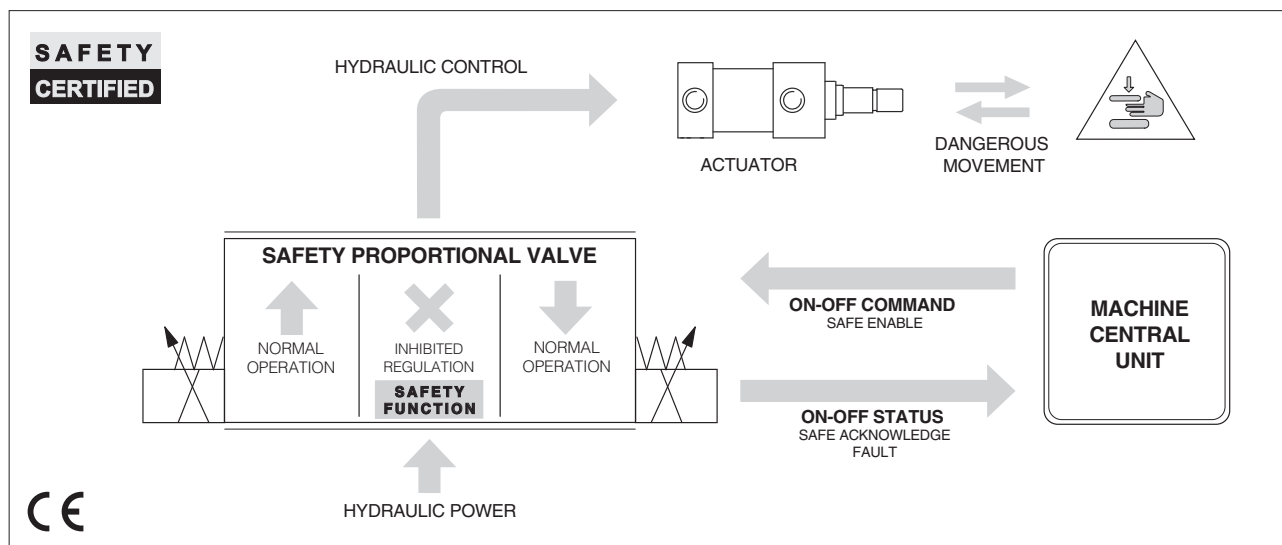 SAFETY
CERTIFIED
HYDRAULIC CONTROL
ACTUATOR
DANGEROUS
MOVEMENT
SAFETY PROPORTIONAL VALVE
NORMAL
OPERATION
INHIBITED
REGULATION
SAFETY
FUNCTION
NORMAL
OPERATION
ON-OFF COMMAND
SAFE ENABLE
ON-OFF STATUS
SAFE ACKNOWLEDGE
FAULT
MACHINE
CENTRAL
UNIT
HYDRAULIC POWER
CE